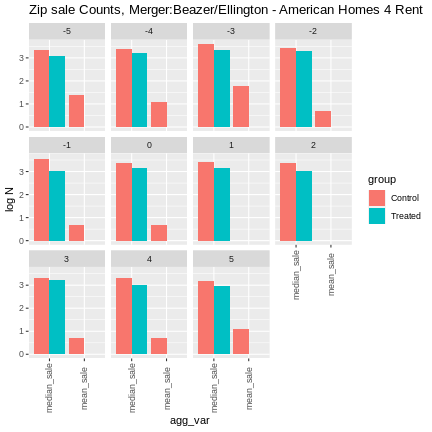 Zip sale Counts, Merger:Beazer/Ellington - American Homes 4 Rent
-5 -4 -3 -2
3
2
1
0
-1 0 1 2
3
2
1
0
3 4 5
3
2
1
0
log N
median_sale mean_sale median_sale mean_sale median_sale mean_sale median_sale mean_sale
agg_var
group
Control
Treated